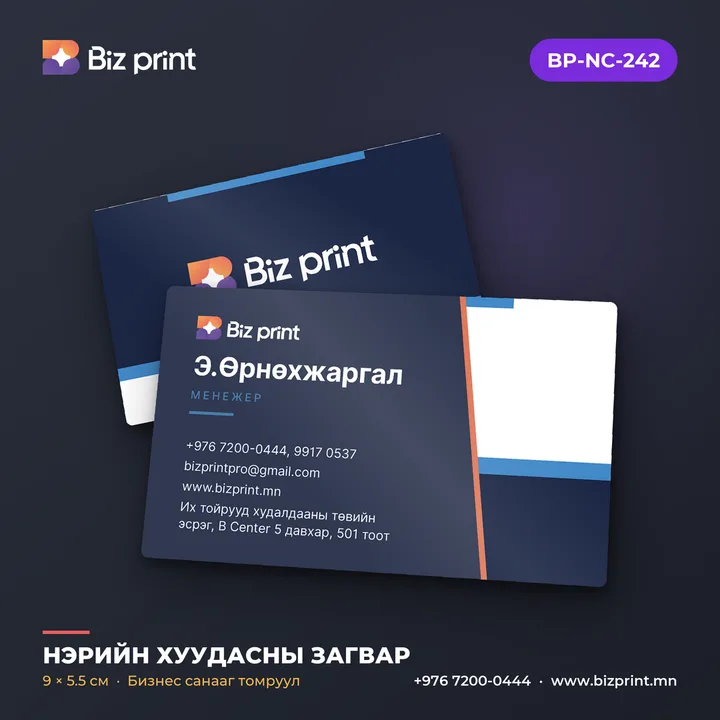 Biz print
BP-NC-242
Biz print
Biz print
Э.Өрнөхжаргал
МЕНЕЖЕР
+976 7200-0444, 9917 0537
bizprintpro@gmail.com
www.bizprint.mn
Их тойрууд худалдааны төвийн
эсрэг, B Center 5 давхар, 501 тоот
НЭРИЙН ХУУДАСНЫ ЗАГВАР
9 × 5.5 см · Бизнес санааг томруул
+976 7200-0444 · www.bizprint.mn